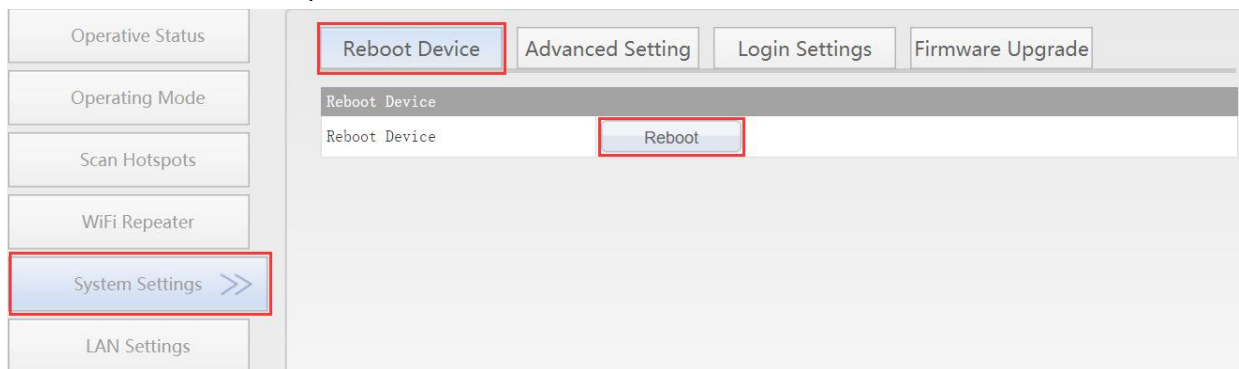 Operative Status
Operating Mode
Scan Hotspots
WiFi Repeater
System Settings >>
LAN Settings
Reboot Device
Advanced Setting
Login Settings
Firmware Upgrade
Reboot Device
Reboot Device
Reboot